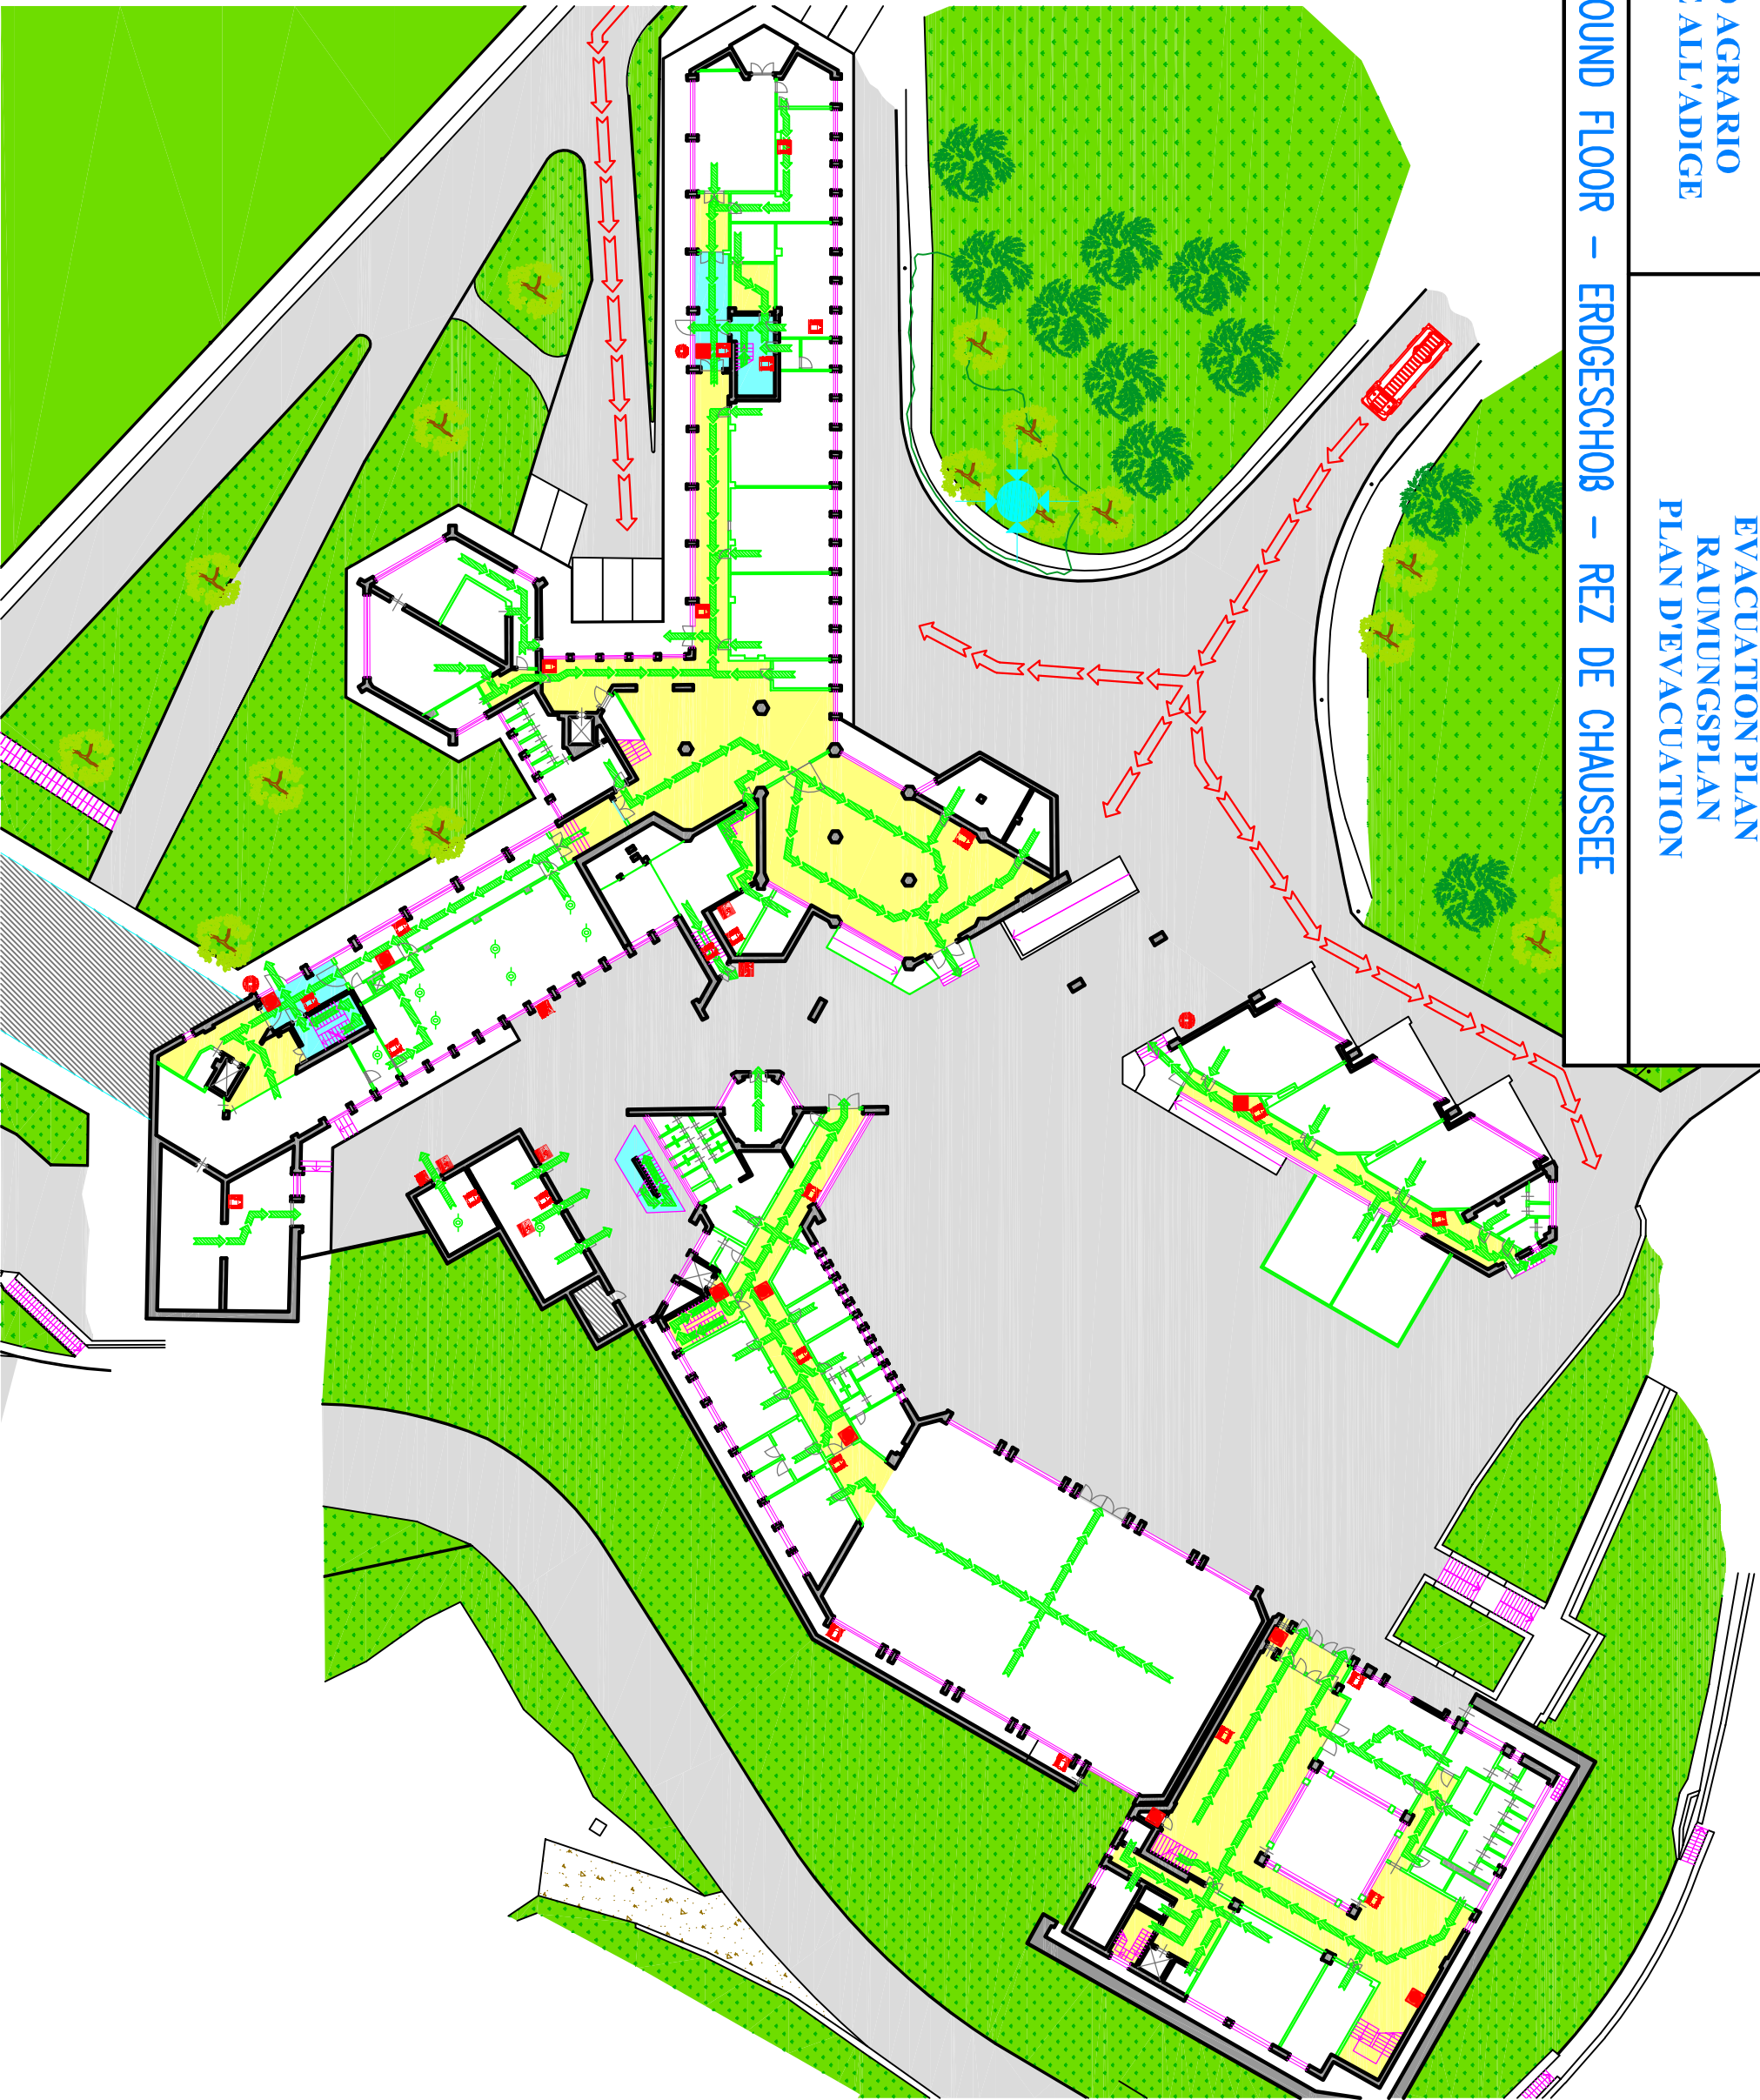 AGRARIO
ALL'ADIGE
EVACUATION PLAN
RAUMUNGSPLAN
PLAN D'EVACUATION
OUND FLOOR - ERDGESCHOß - REZ DE CHAUSSEE